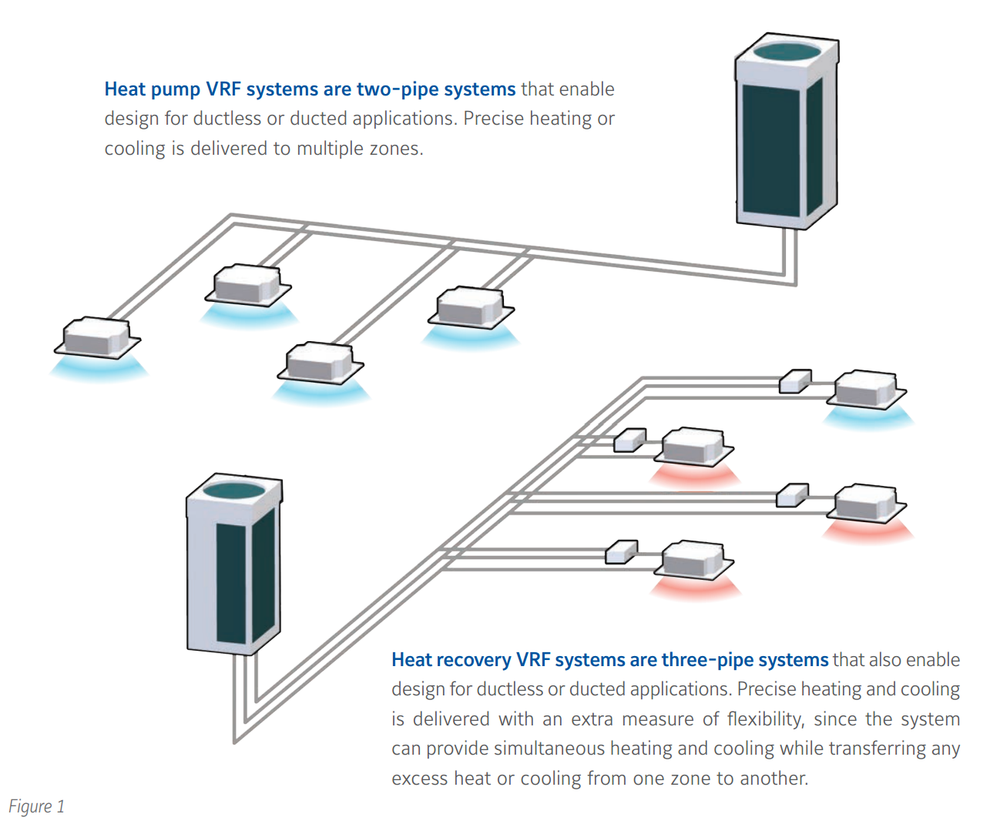 Heat pump VRF systems are two-pipe systems that enable
design for ductless or ducted applications. Precise heating or
cooling is delivered to multiple zones.
Heat recovery VRF systems are three-pipe systems that also enable
design for ductless or ducted applications. Precise heating and cooling
is delivered with an extra measure of flexibility, since the system
can provide simultaneous heating and cooling while transferring any
excess heat or cooling from one zone to another.
Figure 1